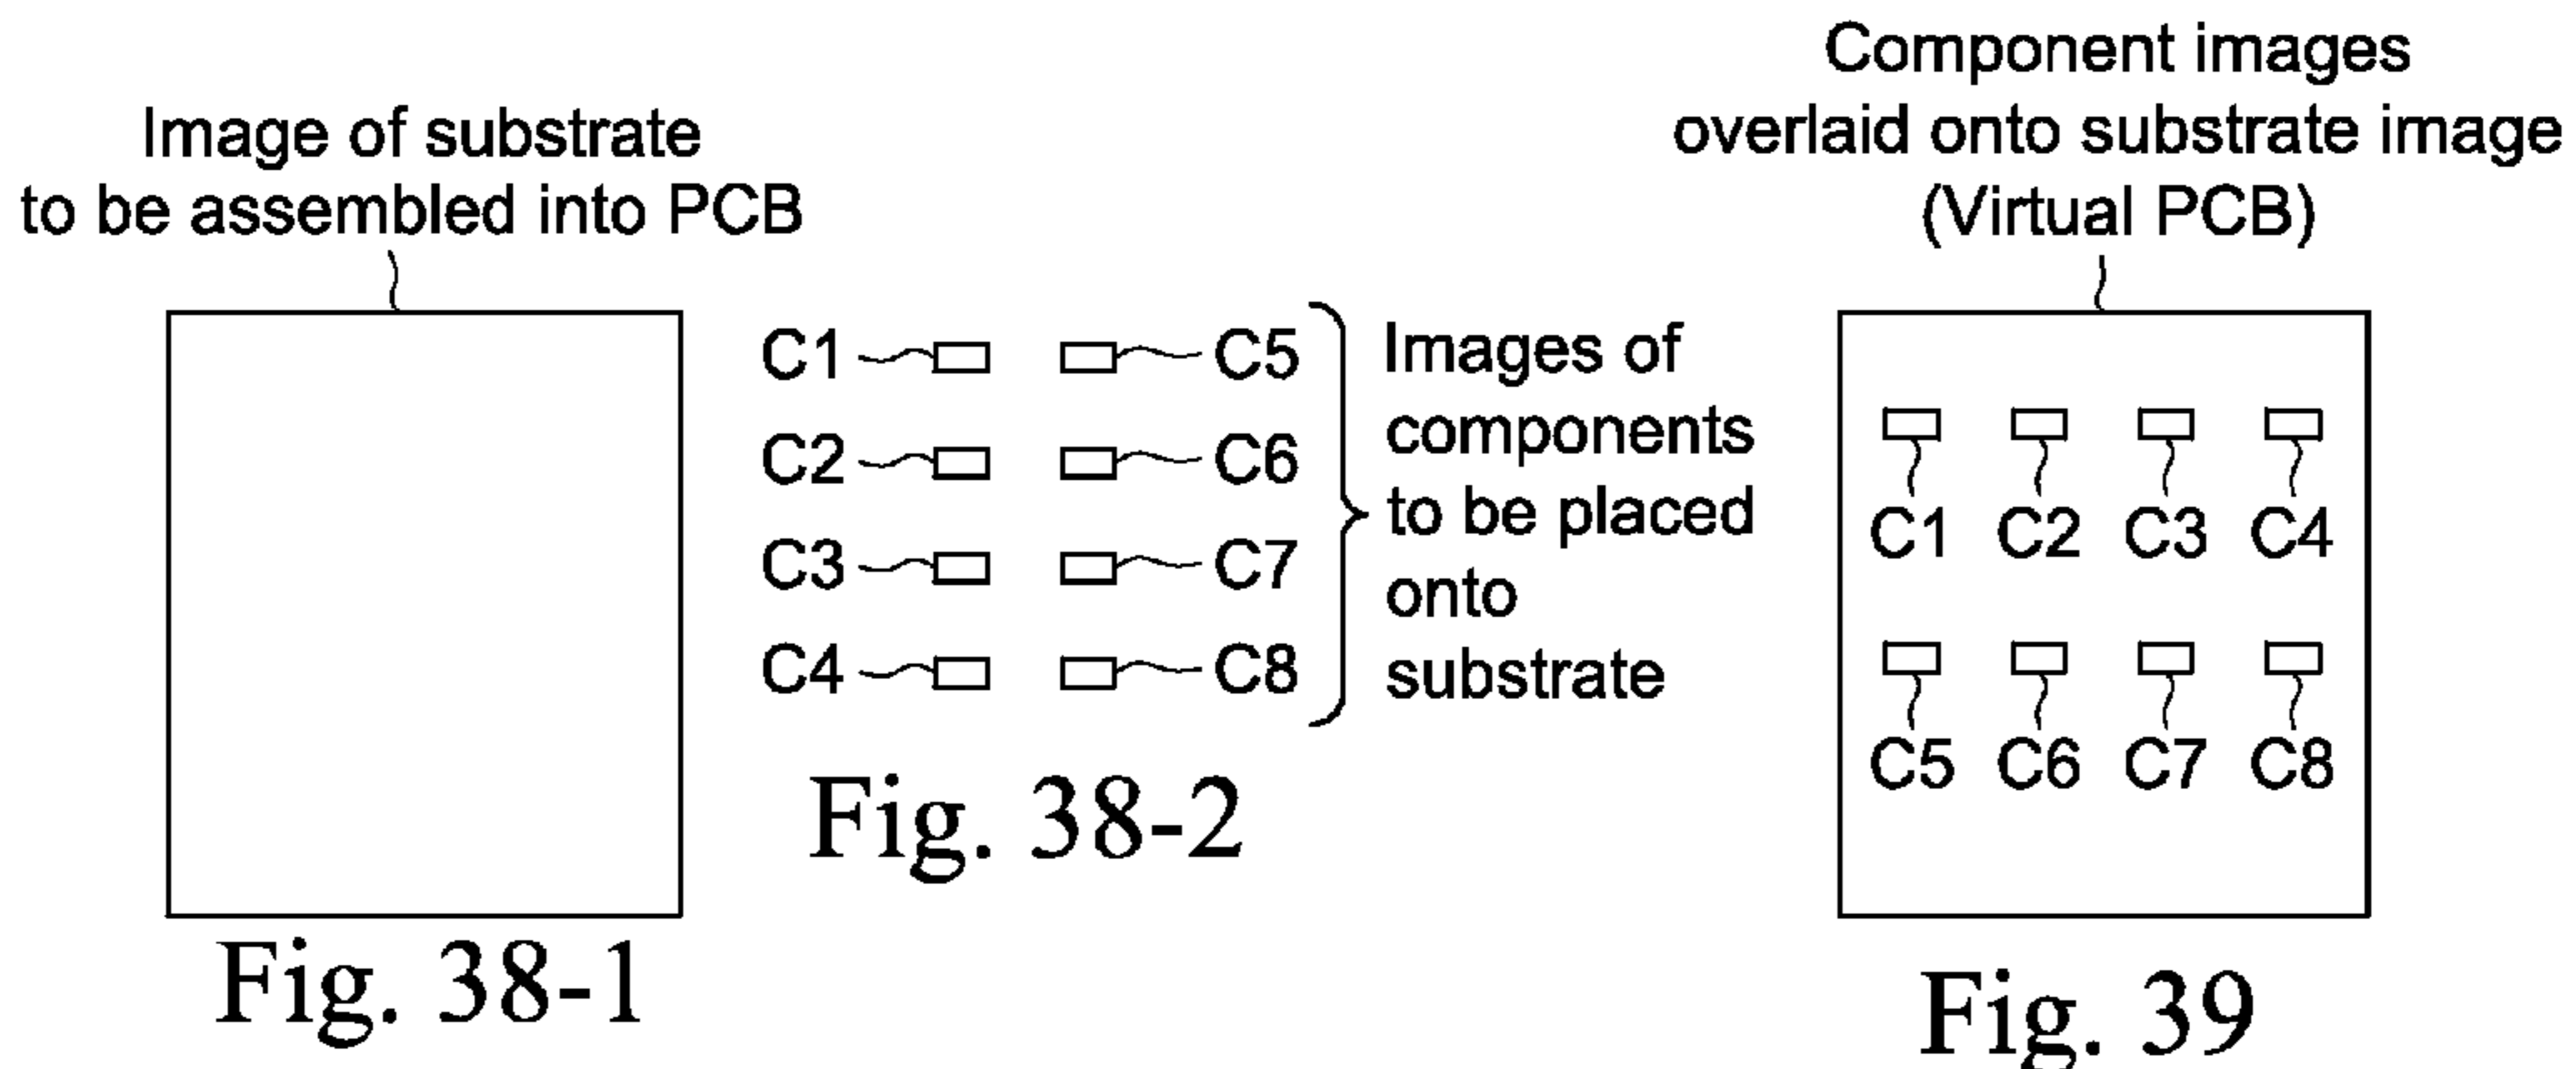 Image of substrate
to be assembled into PCB
Fig. 38-1
C1
C5
C2
C6
C3
C7
C4
C8
Images of
components
to be placed
onto
substrate
Fig. 38-2
Component images
overlaid onto substrate image
(Virtual PCB)
C1 C2 C3 C4
C5 C6 C7 C8
Fig. 39